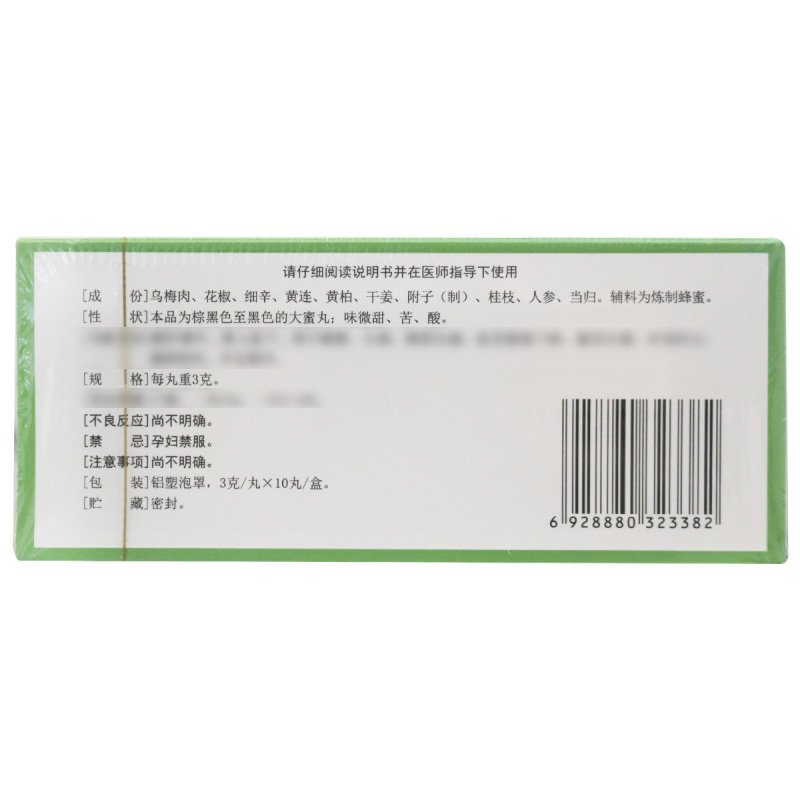 请仔细阅读说明书并在医师指导下使用
[成 份]乌梅肉、花椒、细辛、黄连、黄柏、干姜、附子（制）、桂枝、人参、当归。辅料为炼制蜂蜜。
[性 状]本品为棕黑色至黑色的大蜜丸；味微甜、苦、酸。
[规 格]每丸重3克。
[不良反应]尚不明确。
[禁 忌]孕妇禁服。
[注意事项]尚不明确。
[包 装]铝塑泡罩，3克/丸×10丸/盒。
[贮 藏]密封。
6 928880 323382